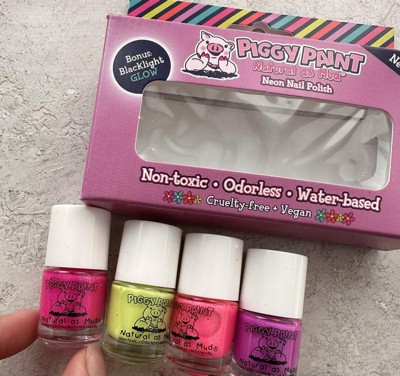 Bonus:
Blacklight
GLOW
PIGGY PAINT
Natural as Mud™
Neon Nail Polish
Non-toxic • Odorless • Water-based
Cruelty-free + Vegan
PIGGY PAINT
Natural as Mud®
PIGGY PAINT
Natural as Mud
PIGGY PAINT
Natural as Mud®
PIGGY PAINT
Natural as Mud